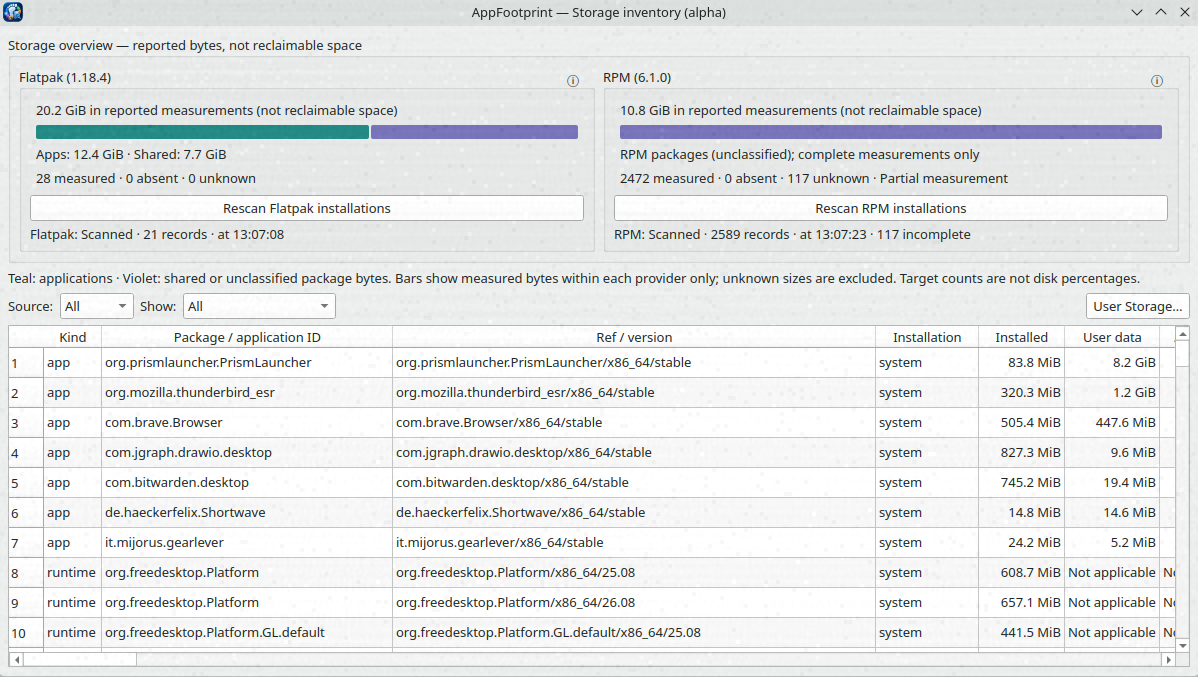 AppFootprint — Storage inventory (alpha)
Storage overview — reported bytes, not reclaimable space
Flatpak (1.18.4)
20.2 GiB in reported measurements (not reclaimable space)
Apps: 12.4 GiB · Shared: 7.7 GiB
28 measured · 0 absent · 0 unknown
Rescan Flatpak installations
Flatpak: Scanned · 21 records · at 13:07:08
RPM (6.1.0)
10.8 GiB in reported measurements (not reclaimable space)
RPM packages (unclassified); complete measurements only
2472 measured · 0 absent · 117 unknown · Partial measurement
Rescan RPM installations
RPM: Scanned · 2589 records · at 13:07:23 · 117 incomplete
Teal: applications · Violet: shared or unclassified package bytes. Bars show measured bytes within each provider only; unknown sizes are excluded. Target counts are not disk percentages.
Source: All Show: All User Storage...
Kind Package / application ID Ref / version Installation Installed User data
1 app org.prismlauncher.PrismLauncher org.prismlauncher.PrismLauncher/x86_64/stable system 83.8 MiB 8.2 GiB
2 app org.mozilla.thunderbird_esr org.mozilla.thunderbird_esr/x86_64/stable system 320.3 MiB 1.2 GiB
3 app com.brave.Browser com.brave.Browser/x86_64/stable system 505.4 MiB 447.6 MiB
4 app com.jgraph.drawio.desktop com.jgraph.drawio.desktop/x86_64/stable system 827.3 MiB 9.6 MiB
5 app com.bitwarden.desktop com.bitwarden.desktop/x86_64/stable system 745.2 MiB 19.4 MiB
6 app de.haeckerfelix.Shortwave de.haeckerfelix.Shortwave/x86_64/stable system 14.8 MiB 14.6 MiB
7 app it.mijorus.gearlever it.mijorus.gearlever/x86_64/stable system 24.2 MiB 5.2 MiB
8 runtime org.freedesktop.Platform org.freedesktop.Platform/x86_64/25.08 system 608.7 MiB Not applicable
9 runtime org.freedesktop.Platform org.freedesktop.Platform/x86_64/26.08 system 657.1 MiB Not applicable
10 runtime org.freedesktop.Platform.GL.default org.freedesktop.Platform.GL.default/x86_64/25.08 system 441.5 MiB Not applicable